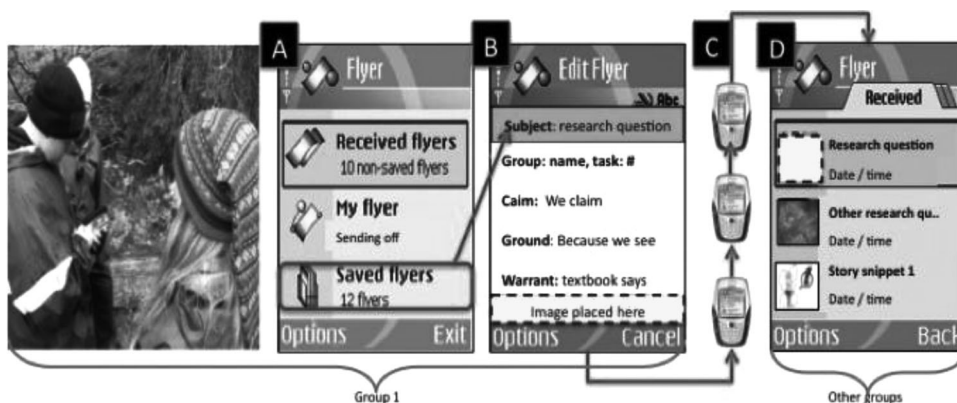 A
Flyer
Received flyers
10 non-saved flyers
My flyer
Sending off
Saved flyers
12 flyers
Options Exit
B
Edit Flyer
Abc
Subject: research question
Group: name, task: #
Caim: We claim
Ground: Because we see
Warrant: textbook says
Image placed here
Options Cancel
C
D
Flyer
Received
Research question
Date / time
Other research qu..
Date / time
Story snippet 1
Date / time
Options Back
Group 1
Other groups